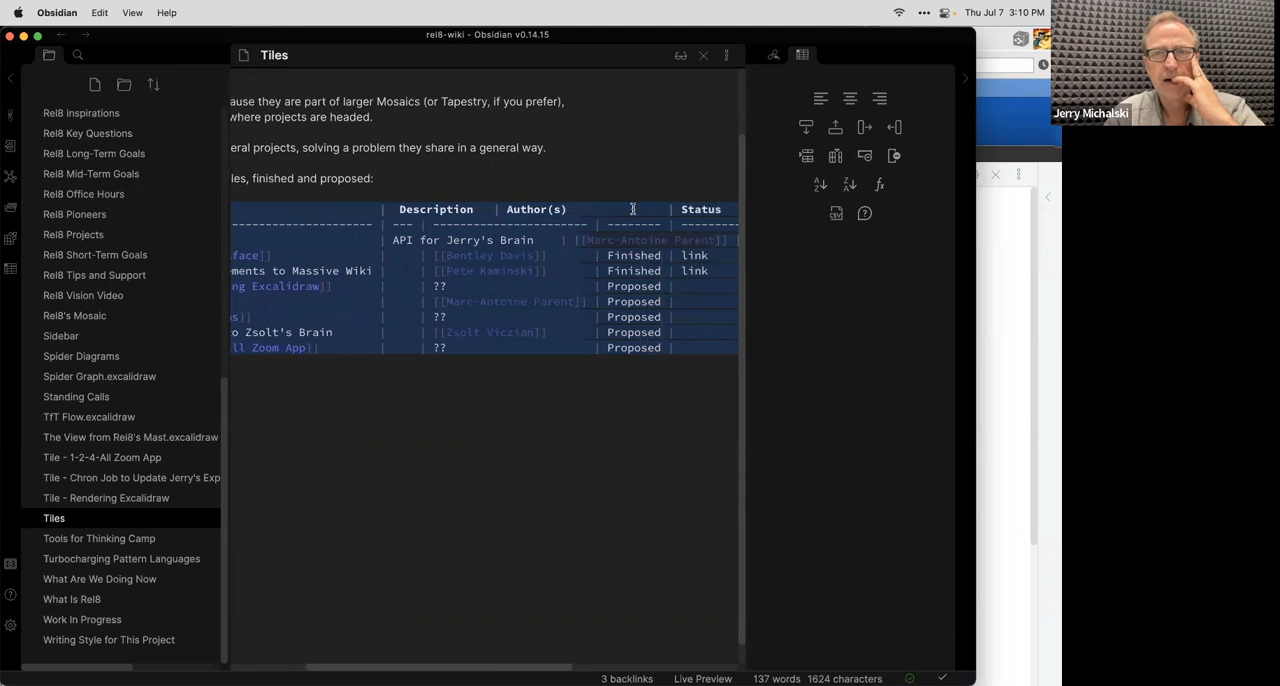 Obsidian Edit View Help
Thu Jul 7 3:10 PM
rel8-wiki - Obsidian v0.14.15
Tiles
Jerry Michalski
Rel8 Inspirations
Rel8 Key Questions
Rel8 Long-Term Goals
Rel8 Mid-Term Goals
Rel8 Office Hours
Rel8 Pioneers
Rel8 Projects
Rel8 Short-Term Goals
Rel8 Tips and Support
Rel8 Vision Video
Rel8's Mosaic
Sidebar
Spider Diagrams
Spider Graph.excalidraw
Standing Calls
TfT Flow.excalidraw
The View from Rel8's Mast.excalidraw
Tile - 1-2-4-All Zoom App
Tile - Chron Job to Update Jerry's Exp
Tile - Rendering Excalidraw
Tiles
Tools for Thinking Camp
Turbocharging Pattern Languages
What Are We Doing Now
What Is Rel8
Work In Progress
Writing Style for This Project
ause they are part of larger Mosaics (or Tapestry, if you prefer),
where projects are headed.
eral projects, solving a problem they share in a general way.
les, finished and proposed:
| Description | Author(s) | Status
--------------------- | --- | ----------------------- | -------- | ---------
| API for Jerry's Brain | [[Marc-Antoine Parent]] |
face]] | | [[Bentley Davis]] | Finished | link
ements to Massive Wiki | | [[Pete Kaminski]] | Finished | link
ng Excalidraw]] | | ?? | Proposed |
| | [[Marc-Antoine Parent]] | Proposed |
s]] | | ?? | Proposed |
o Zsolt's Brain | | [[Zsolt Viczian]] | Proposed |
ll Zoom App]] | | ?? | Proposed |
CSV
3 backlinks Live Preview 137 words 1624 characters